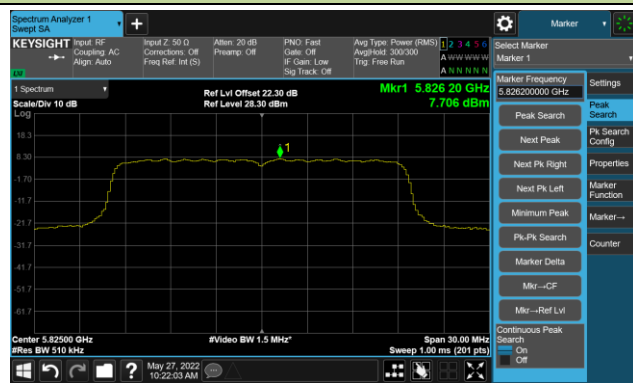 Spectrum Analyzer 1
Swept SA
Marker
KEYSIGHT
Input: RF
Coupling: AC
Align: Auto
Input Z: 50 Ω
Corrections: Off
Freq Ref: Int (S)
Atten: 20 dB
Preamp: Off
PNO: Fast
Gate: Off
IF Gain: Low
Sig Track: Off
Avg Type: Power (RMS)
Avg|Hold: 300/300
Trig: Free Run
1 2 3 4 5 6
A W W W W W
A N N N N N
Select Marker
Marker 1
LXI
1 Spectrum
Scale/Div 10 dB
Log
Ref Lvl Offset 22.30 dB
Ref Level 28.30 dBm
Mkr1 5.826 20 GHz
7.706 dBm
1
18.3
8.30
-1.70
-11.7
-21.7
-31.7
-41.7
-51.7
-61.7
Center 5.82500 GHz
#Res BW 510 kHz
#Video BW 1.5 MHz*
Span 30.00 MHz
Sweep 1.00 ms (201 pts)
Marker Frequency
5.826200000 GHz
Peak Search
Next Peak
Next Pk Right
Next Pk Left
Minimum Peak
Pk-Pk Search
Marker Delta
Mkr→CF
Mkr→Ref Lvl
Continuous Peak
Search
On
Off
Settings
Peak
Search
Pk Search
Config
Properties
Marker
Function
Marker→
Counter
?
May 27, 2022
10:22:03 AM